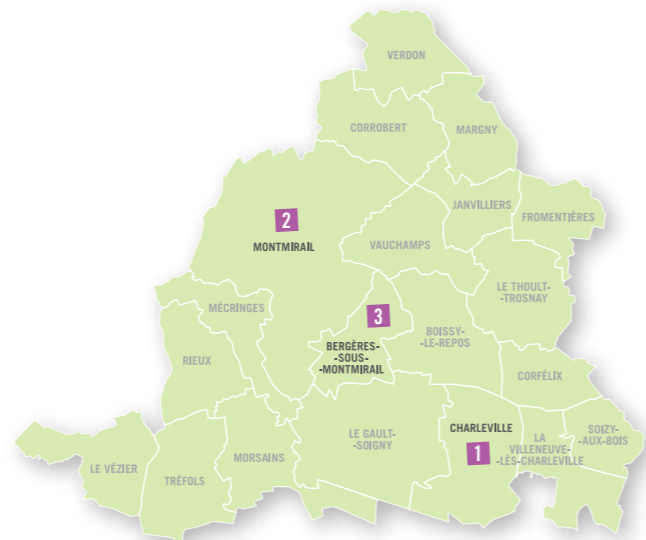 VERDON
CORROBERT
MARGNY
JANVILLIERS
FROMENTIÈRES
2
MONTMIRAIL
VAUCHAMPS
LE THOULT-
-TROSNAY
MÉCRINGES
3
BOISSY-
-LE-REPOS
BERGÈRES-
-SOUS-
-MONTMIRAIL
RIEUX
CORFÉLIX
LE GAULT-
-SOIGNY
CHARLEVILLE
1
LA
VILLENEUVE-
-LÈS-CHARLEVILLE
SOIZY-
-AUX-BOIS
LE VÉZIER
TRÉFOLS
MORSAINS